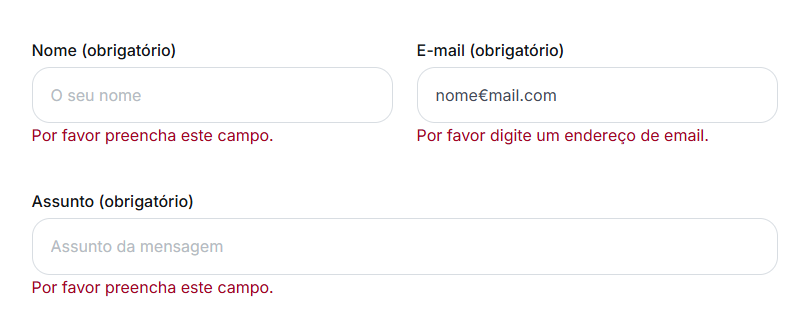 Nome (obrigatório)
E-mail (obrigatório)
O seu nome
nome€mail.com
Por favor preencha este campo.
Por favor digite um endereço de email.
Assunto (obrigatório)
Assunto da mensagem
Por favor preencha este campo.